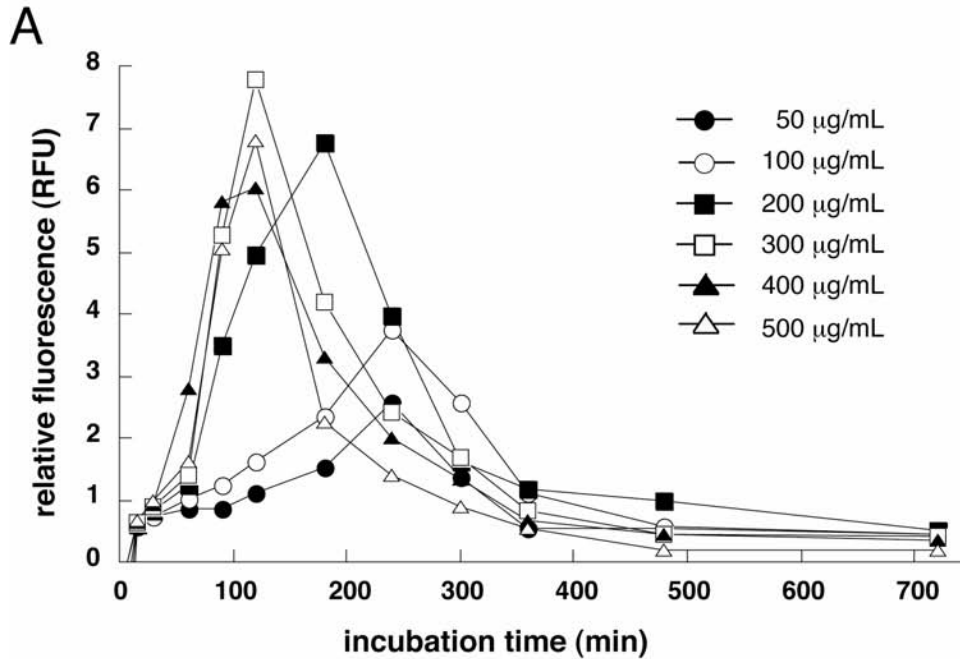 A
8
7
6
5
4
3
2
1
0
relative fluorescence (RFU)
50 μg/mL
100 μg/mL
200 μg/mL
300 μg/mL
400 μg/mL
500 μg/mL
0 100 200 300 400 500 600 700
incubation time (min)